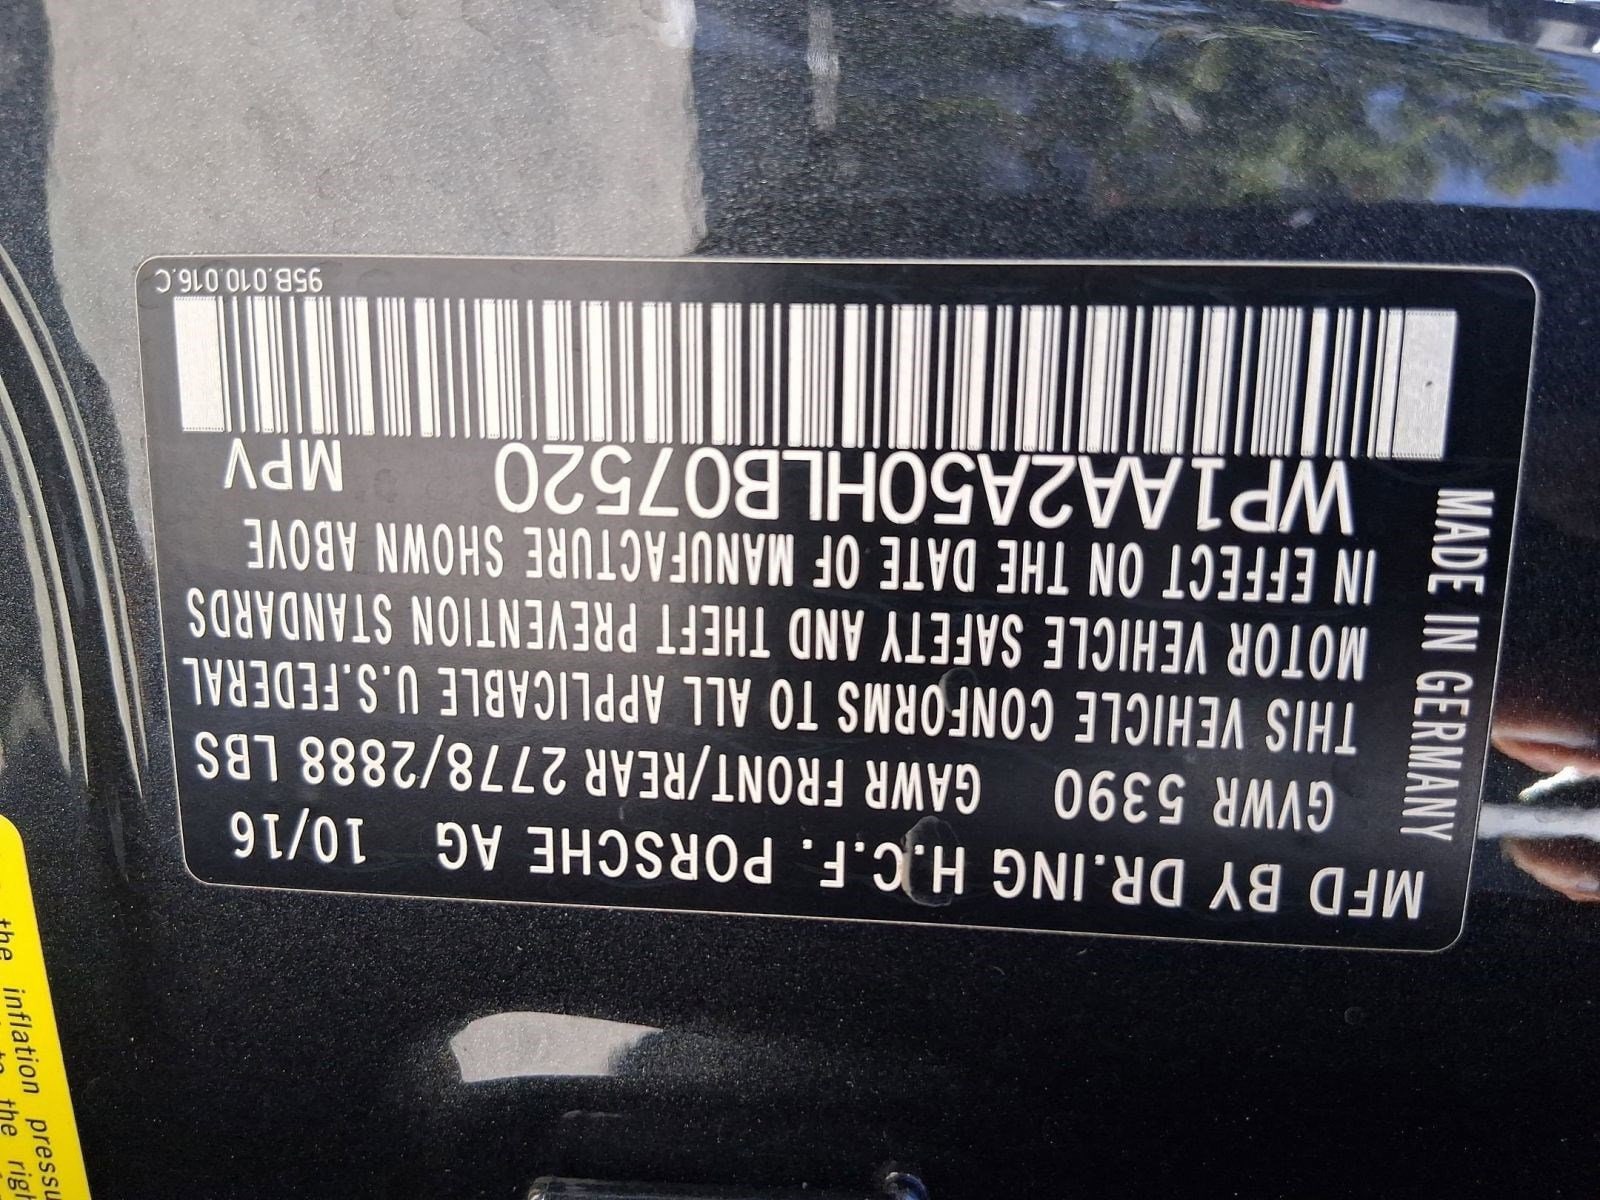 MFD BY DR.ING H.C.F. PORSCHE AG 10/16
GVWR 5390 GAWR FRONT/REAR 2778/2888 LBS
THIS VEHICLE CONFORMS TO ALL APPLICABLE U.S.FEDERAL
MOTOR VEHICLE SAFETY AND THEFT PREVENTION STANDARDS
IN EFFECT ON THE DATE OF MANUFACTURE SHOWN ABOVE
WP1AA2A50HLB07520 MPV
95B.010.016.C
MADE IN GERMANY
the inflation
to the